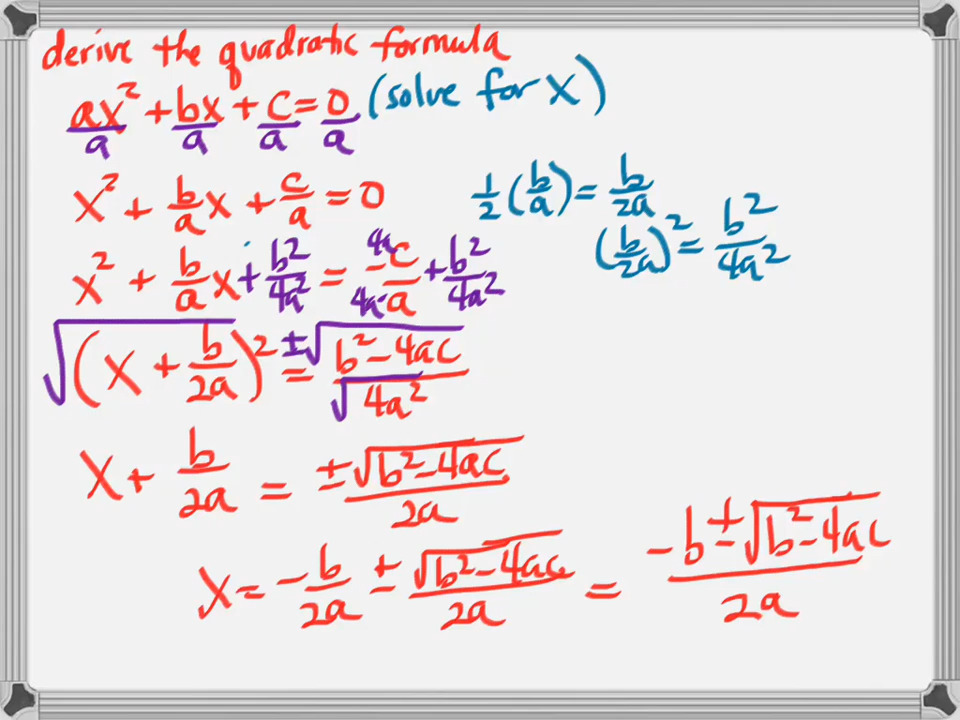 derive the quadratic formula
ax²/a + bx/a + c/a = 0/a (solve for x)
x² + b/a x + c/a = 0
1/2 (b/a) = b/2a
(b/2a)² = b²/4a²
x² + b/a x + b²/4a² = 4a/4a · -c/a + b²/4a²
√(x + b/2a)² = ±√b²-4ac / √4a²
x + b/2a = ±√b²-4ac / 2a
x = -b/2a ± √b²-4ac / 2a = -b ± √b²-4ac / 2a